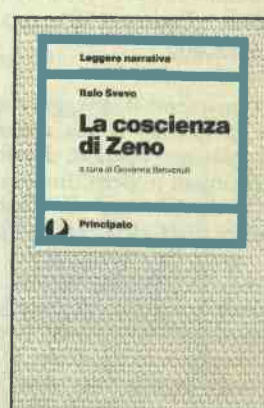 Leggere narrativa
Italo Svevo
La coscienza
di Zeno
a cura di Giovanna Benvenuti
Principato